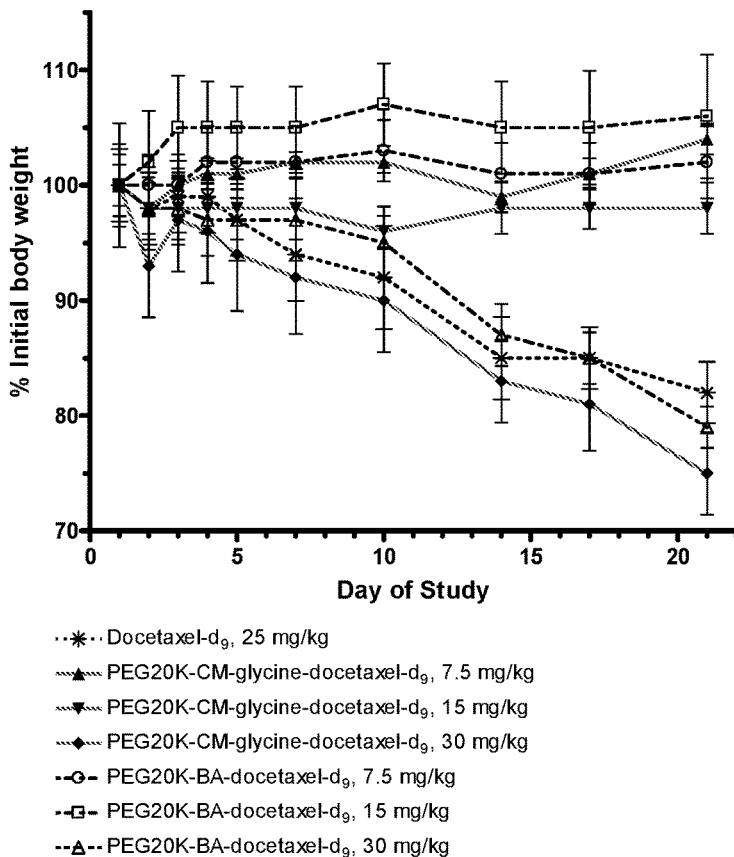 % Initial body weight
110
100
90
80
70
0
5
10
15
20
Day of Study
Docetaxel-d₉, 25 mg/kg
PEG20K-CM-glycine-docetaxel-d₉, 7.5 mg/kg
PEG20K-CM-glycine-docetaxel-d₉, 15 mg/kg
PEG20K-CM-glycine-docetaxel-d₉, 30 mg/kg
PEG20K-BA-docetaxel-d₉, 7.5 mg/kg
PEG20K-BA-docetaxel-d₉, 15 mg/kg
PEG20K-BA-docetaxel-d₉, 30 mg/kg